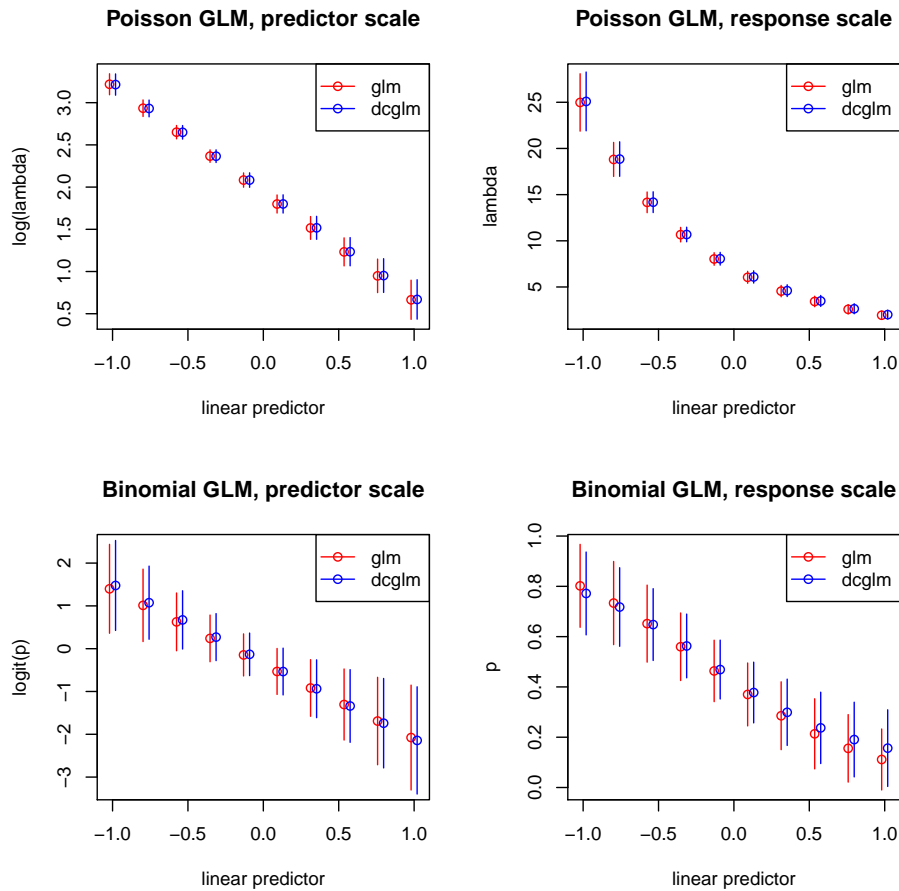 Poisson GLM, predictor scale
glm
dcglm
log(lambda)
3.0
2.5
2.0
1.5
1.0
0.5
−1.0 −0.5 0.0 0.5 1.0
linear predictor
Poisson GLM, response scale
glm
dcglm
lambda
25
20
15
10
5
−1.0 −0.5 0.0 0.5 1.0
linear predictor
Binomial GLM, predictor scale
glm
dcglm
logit(p)
2
1
0
−1
−2
−3
−1.0 −0.5 0.0 0.5 1.0
linear predictor
Binomial GLM, response scale
glm
dcglm
p
1.0
0.8
0.6
0.4
0.2
0.0
−1.0 −0.5 0.0 0.5 1.0
linear predictor